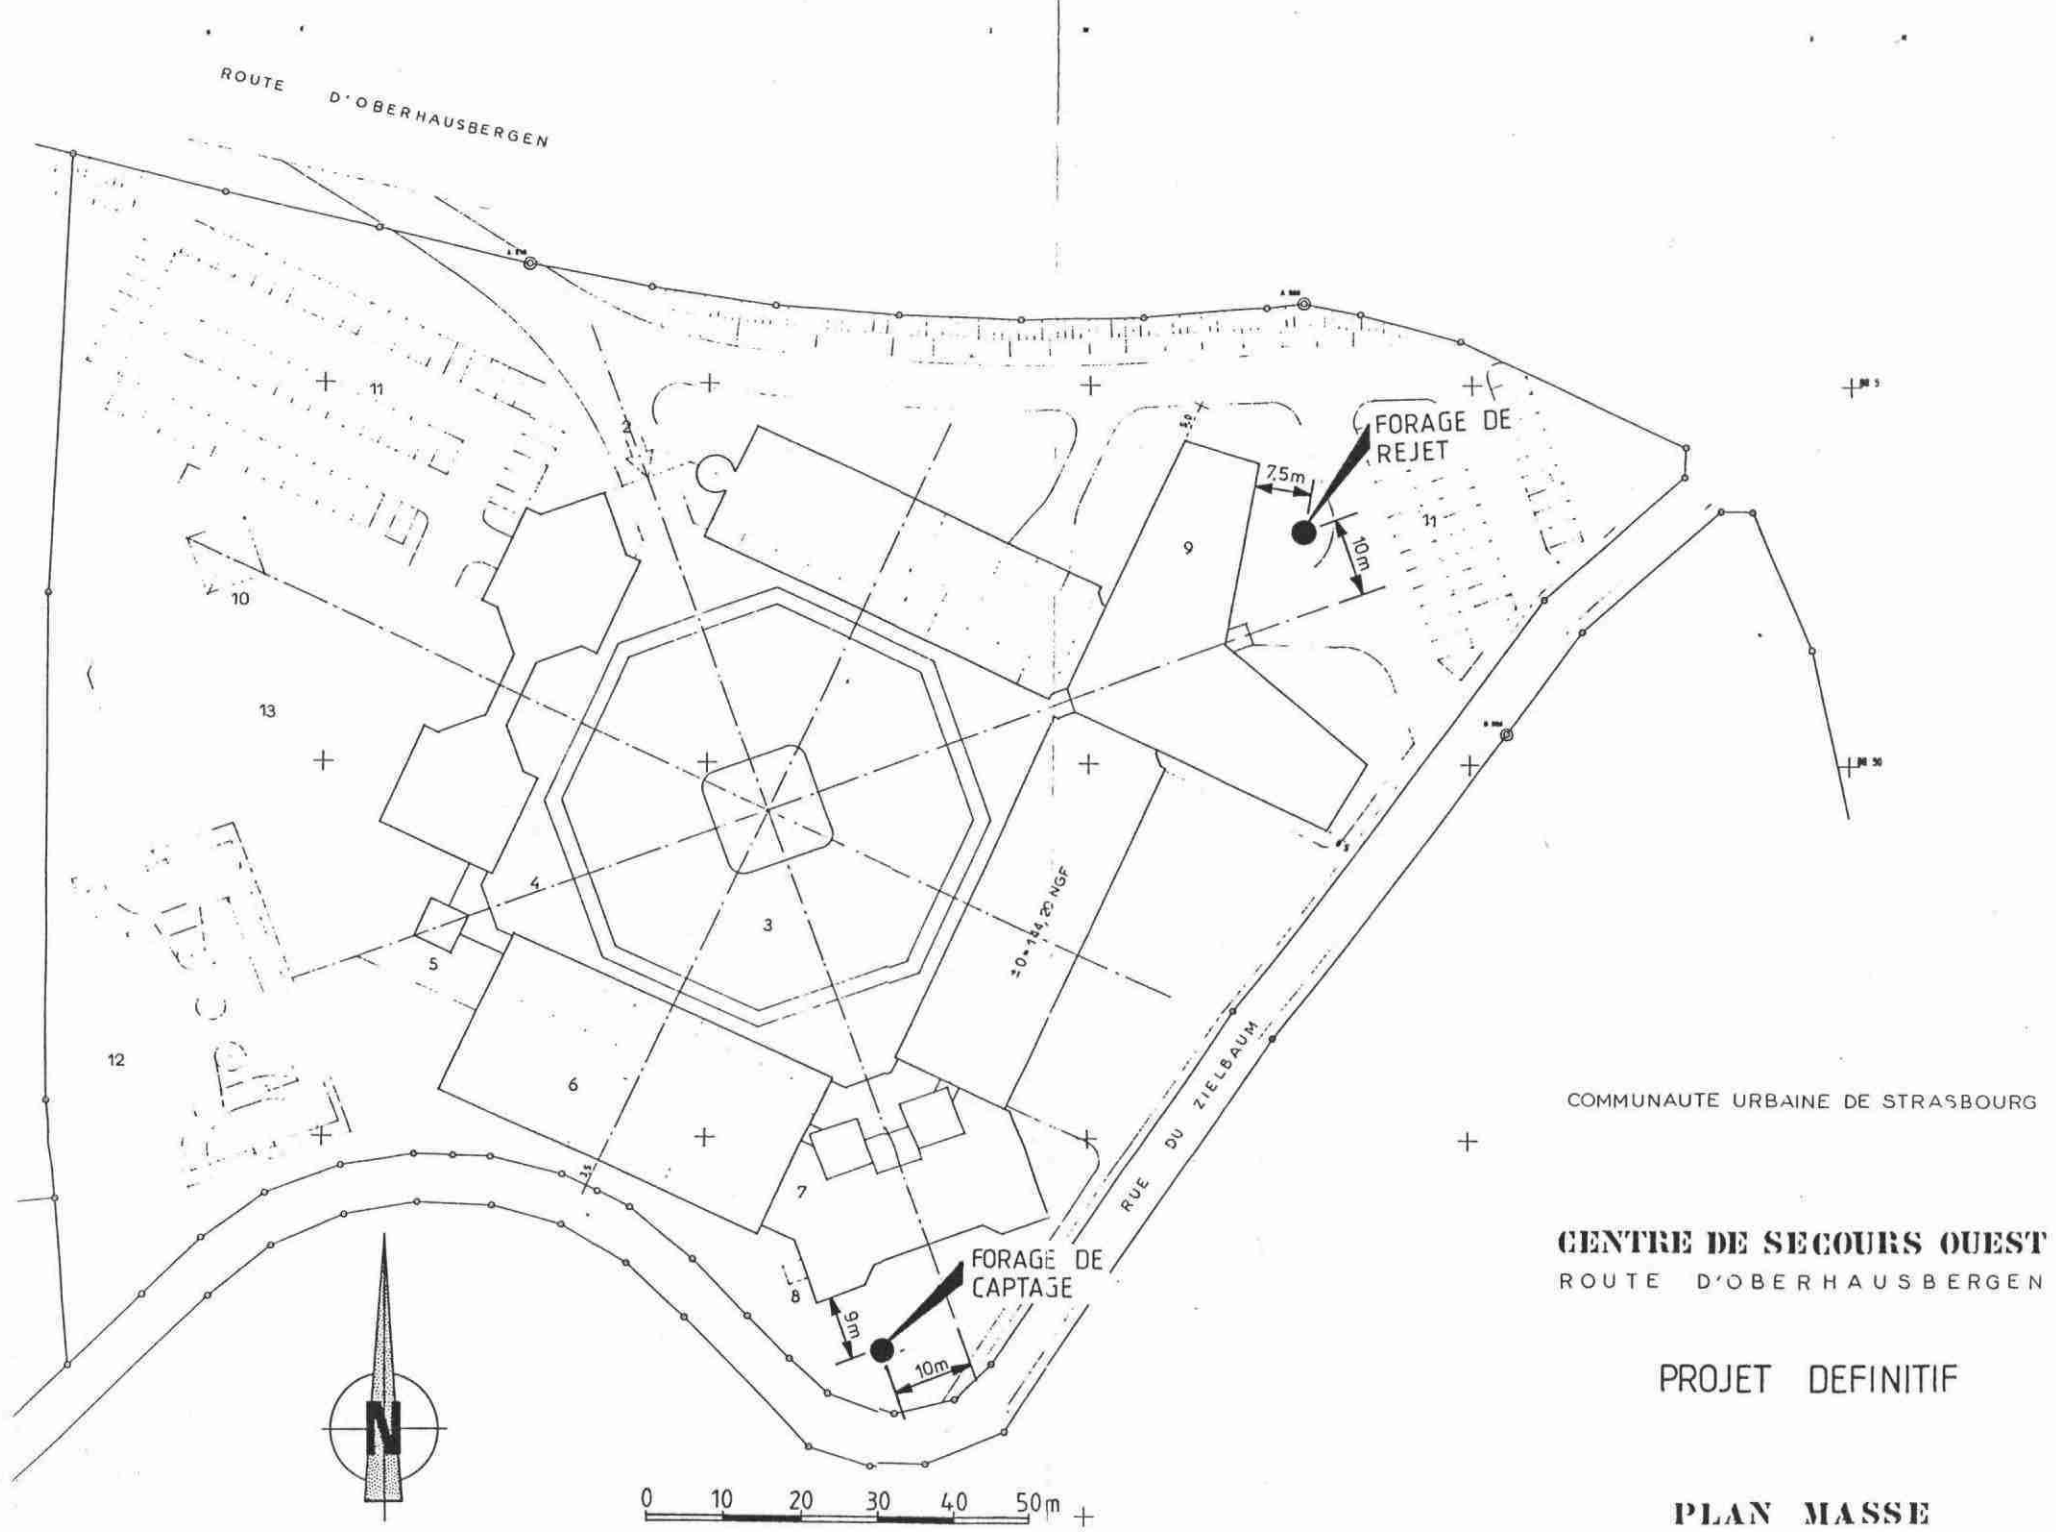 ROUTE D'OBERHAUSBERGEN
11
2
FORAGE DE
REJET
7.5m
9
10m
11
10
13
4
3
5
±0=144,20 NGF
12
6
7
8
RUE DU ZIELBAUM
FORAGE DE
CAPTAGE
9m
10m
N
0 10 20 30 40 50m
COMMUNAUTE URBAINE DE STRASBOURG
CENTRE DE SECOURS OUEST
ROUTE D'OBERHAUSBERGEN
PROJET DEFINITIF
PLAN MASSE